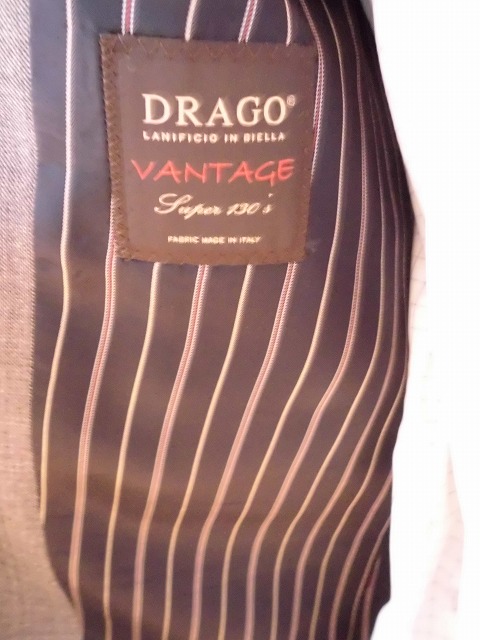 DRAGO®
LANIFICIO IN BIELLA
VANTAGE
Super 130's
FABRIC MADE IN ITALY